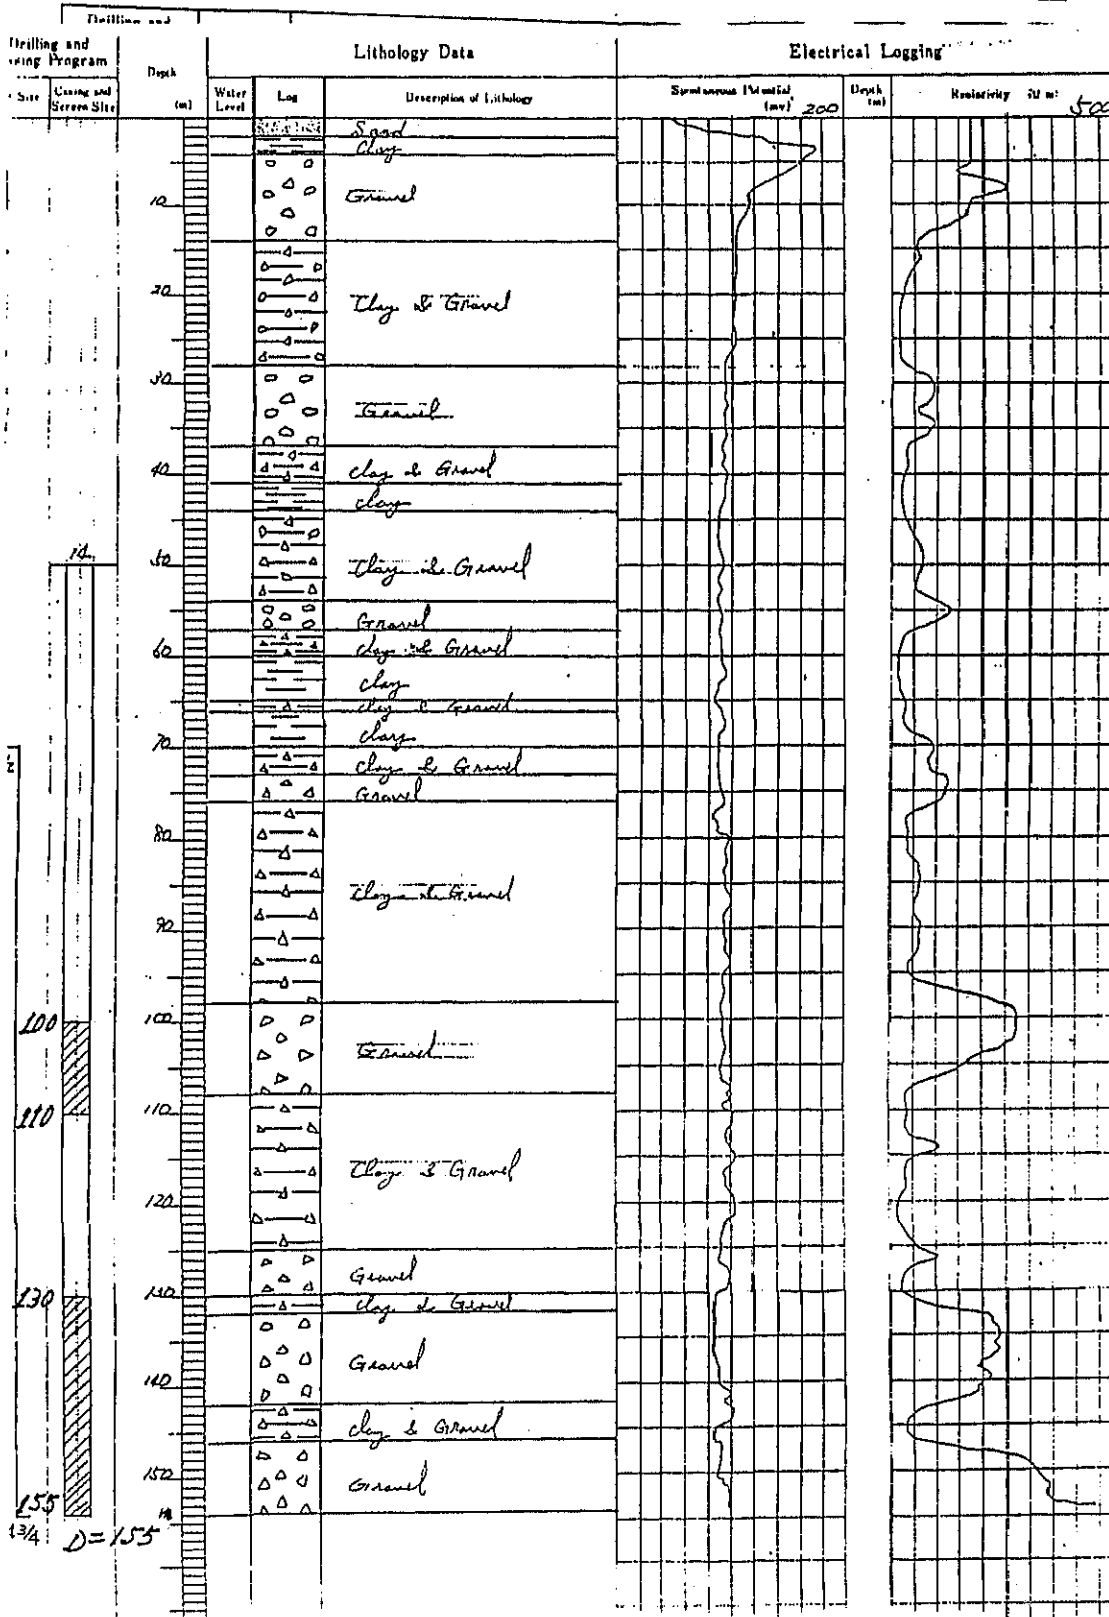 Drilling and
Drilling and
Program
Depth
(m)
Lithology Data
Electrical Logging
Casing and
Screen Size
Water
Level
Log
Description of Lithology
Spontaneous Potential
(mv) 200
Depth
(m)
Resistivity 500
Sand
Clay
10 Gravel
20 Clay & Gravel
30 Gravel
40 Clay & Gravel
Clay
14
50 Clay & Gravel
Gravel
60 Clay & Gravel
Clay
Clay & Gravel
70 Clay
Clay & Gravel
Gravel
80
Clay & Gravel
90
100 100
Gravel
110 110
Clay & Gravel
120
Gravel
130
Clay & Gravel
Gravel
140
Clay & Gravel
150 Gravel
155
13/4 D=155